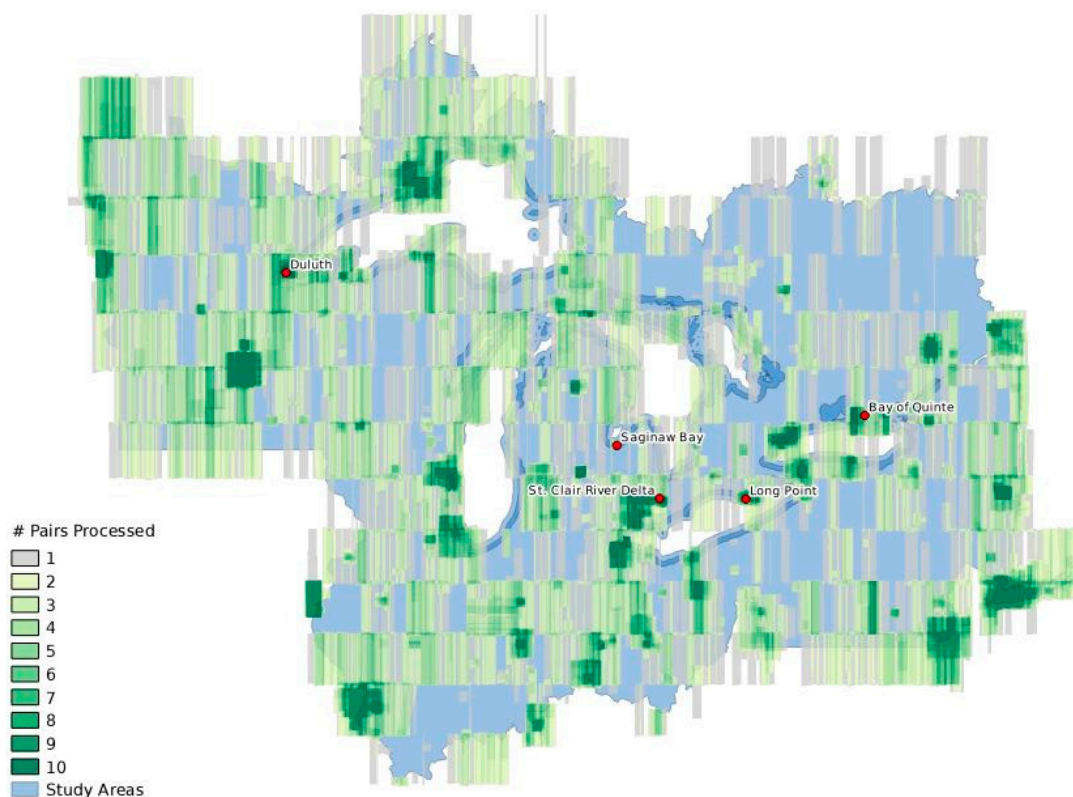 Duluth
Bay of Quinte
Saginaw Bay
St. Clair River Delta
Long Point
# Pairs Processed
1
2
3
4
5
6
7
8
9
10
Study Areas